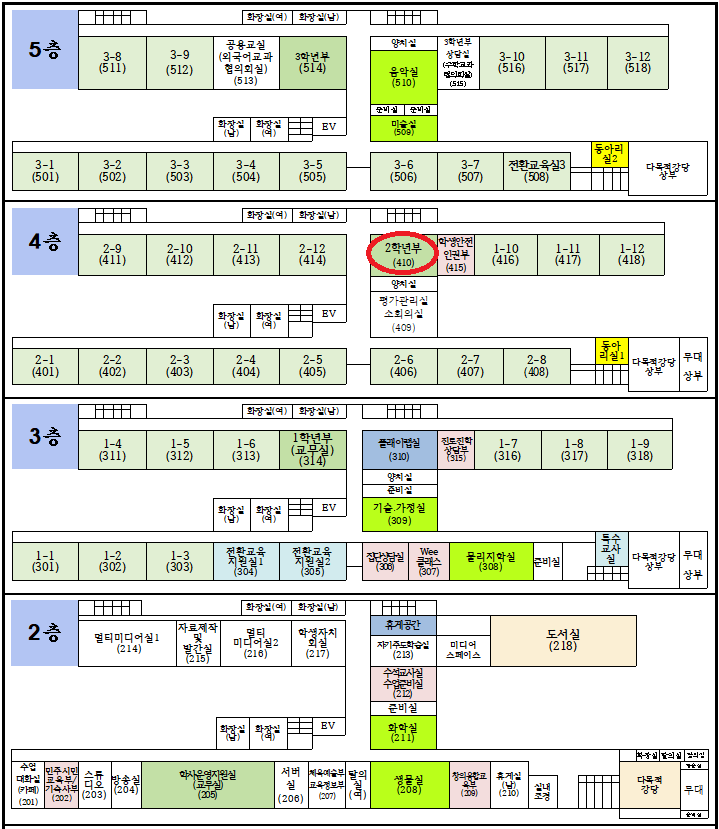 화장실(여) 화장실(남)
5층
3-8
(511)
3-9
(512)
공용교실
(외국어교과
협의회실)
(513)
3학년부
(514)
양치실
음악실
(510)
준비실 준비실
미술실
(509)
3학년부
상담실
(수학교과
협의회실)
(515)
3-10
(516)
3-11
(517)
3-12
(518)
화장실
(남)
화장실
(여)
EV
3-1
(501)
3-2
(502)
3-3
(503)
3-4
(504)
3-5
(505)
3-6
(506)
3-7
(507)
전환교육실3
(508)
동아리
실2
다목적강당
상부
화장실(여) 화장실(남)
4층
2-9
(411)
2-10
(412)
2-11
(413)
2-12
(414)
2학년부
(410)
학생안전
인권부
(415)
1-10
(416)
1-11
(417)
1-12
(418)
양치실
평가관리실
소회의실
(409)
화장실
(남)
화장실
(여)
EV
2-1
(401)
2-2
(402)
2-3
(403)
2-4
(404)
2-5
(405)
2-6
(406)
2-7
(407)
2-8
(408)
동아
리실1
다목적강당
상부
무대
상부
화장실(여) 화장실(남)
3층
1-4
(311)
1-5
(312)
1-6
(313)
1학년부
(교무실)
(314)
플레이랩실
(310)
진로진학
상담부
(315)
1-7
(316)
1-8
(317)
1-9
(318)
양치실
준비실
기술.가정실
(309)
화장실
(남)
화장실
(여)
EV
1-1
(301)
1-2
(302)
1-3
(303)
전환교육
지원실1
(304)
전환교육
지원실2
(305)
집단상담실
(306)
Wee
클래스
(307)
물리지학실
(308)
준비실
특수
교사
실
다목적강당
상부
무대
상부
화장실(여) 화장실(남)
2층
멀티미디어실1
(214)
자료제작
및
발간실
(215)
멀티
미디어실2
(216)
학생자치
회실
(217)
휴게공간
자기주도학습실
(213)
미디어
스페이스
도서실
(218)
수석교사실
수업준비실
(212)
준비실
화학실
(211)
화장실
(남)
화장실
(여)
EV
수업
대화실
(카페)
(201)
민주시민
교육부/
기숙사부
(202)
스튜
디오
(203)
방송실
(204)
학사운영지원실
(교무실)
(205)
서버
실
(206)
체육예술부
교육정보부
(207)
탈의
실
(여)
생물실
(208)
창의융합교
육부
(209)
휴게실
(남)
(210)
실내
조경
화장실 탈의실
다목적
강당
무대